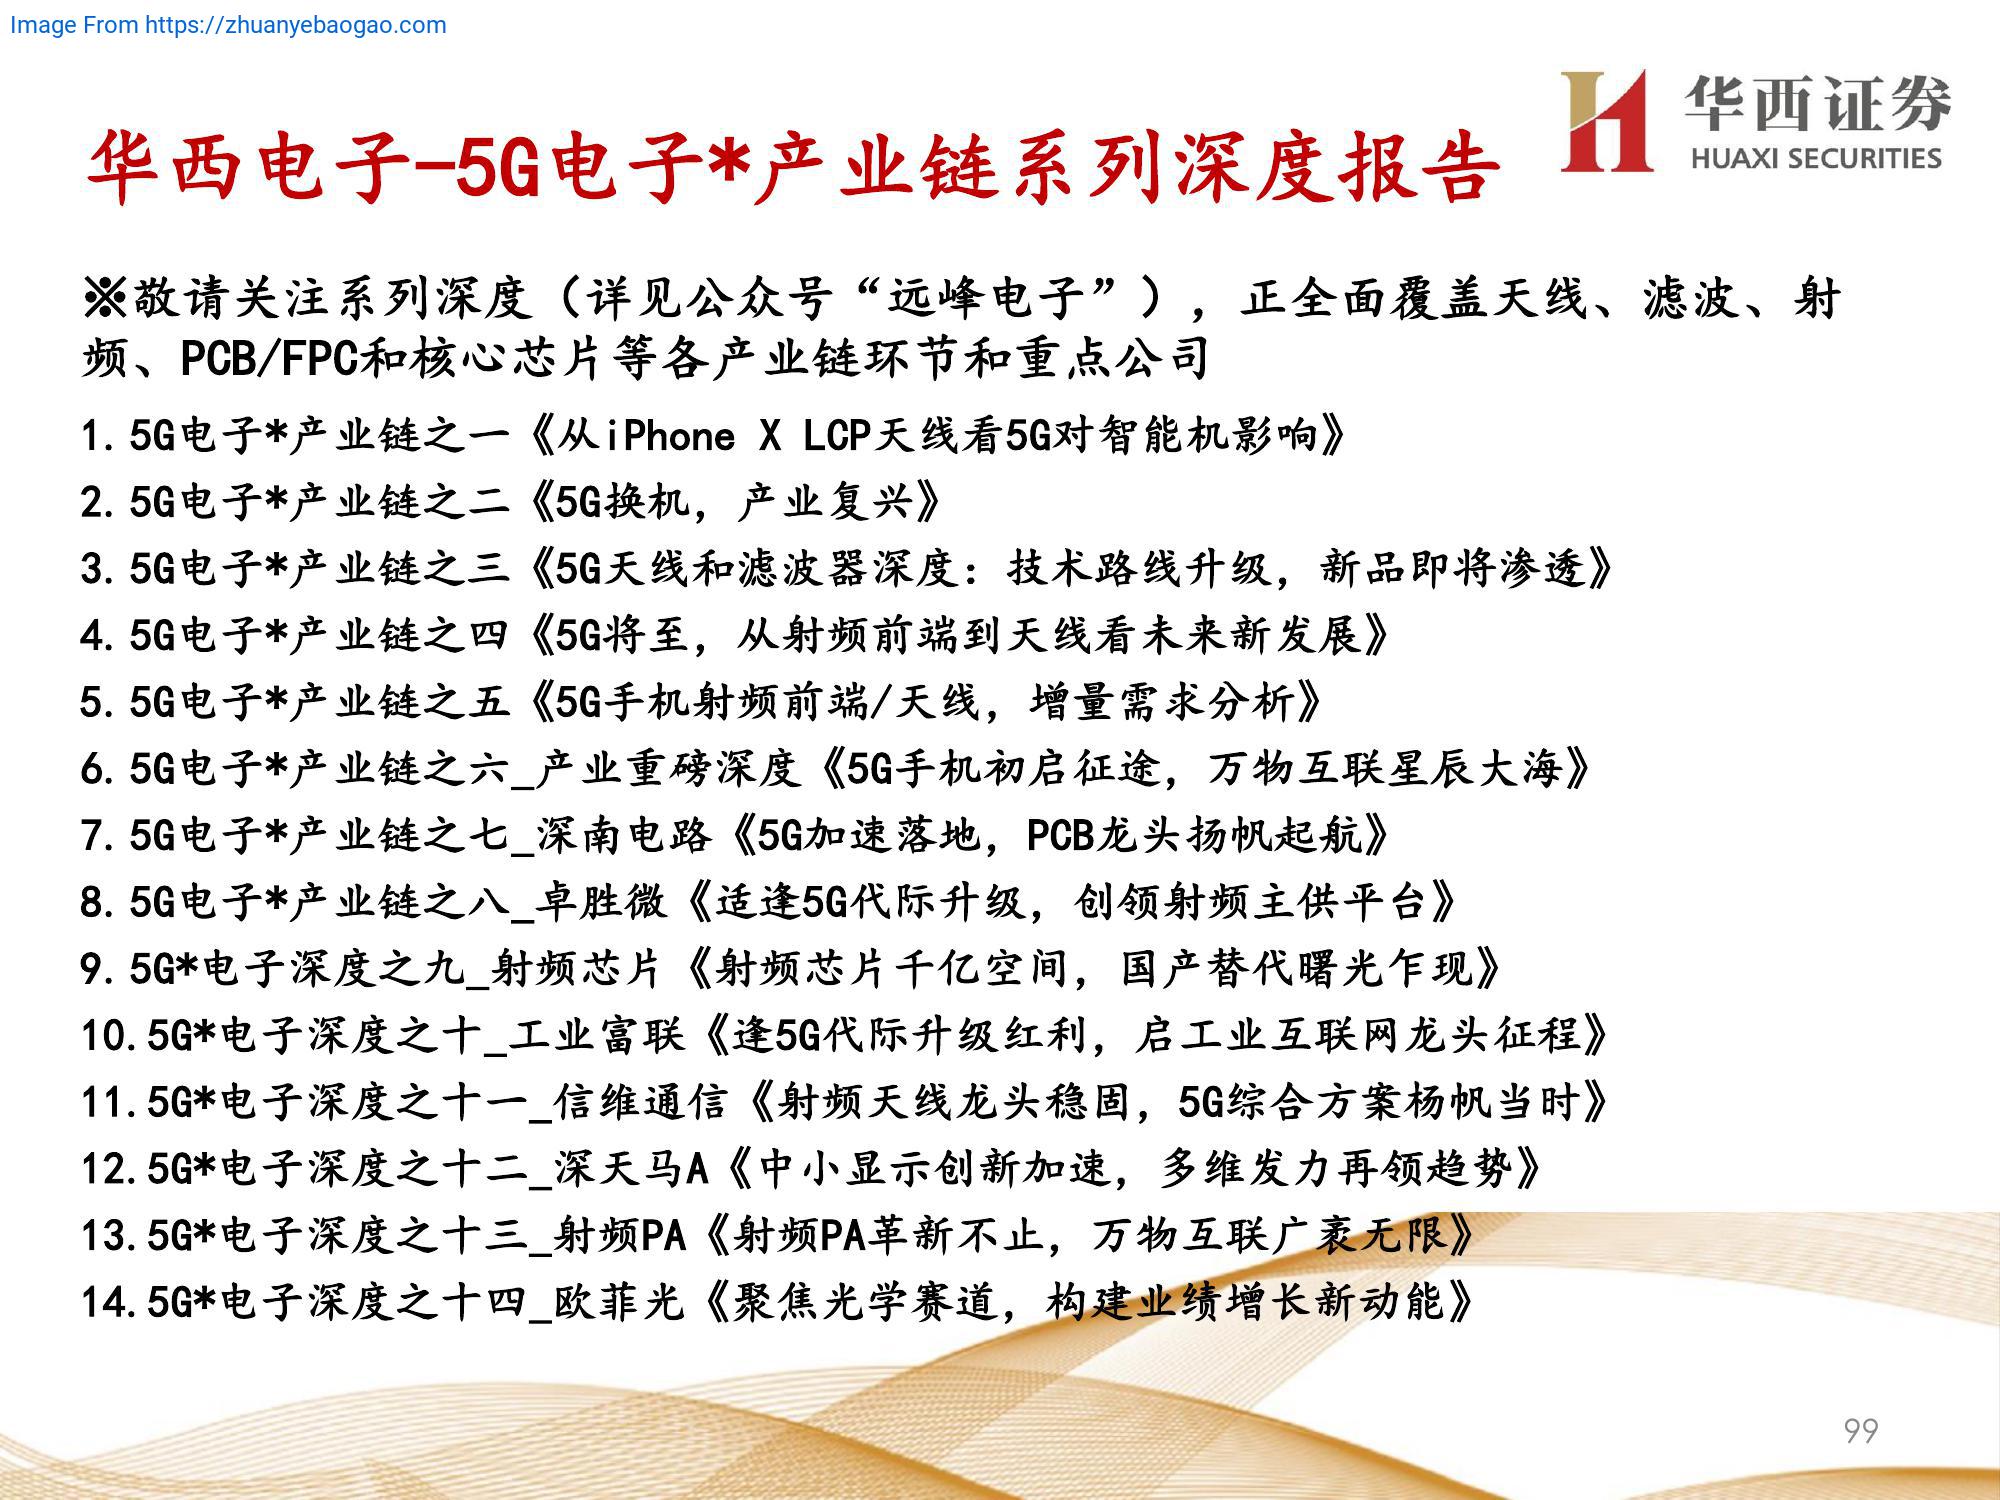 Image From https://zhuanyebaogao.com
华西证券
HUAXI SECURITIES
华西电子-5G电子*产业链系列深度报告
※敬请关注系列深度（详见公众号“远峰电子”），正全面覆盖天线、滤波、射
频、PCB/FPC和核心芯片等各产业链环节和重点公司
1. 5G电子*产业链之一《从iPhone X LCP天线看5G对智能机影响》
2. 5G电子*产业链之二《5G换机，产业复兴》
3. 5G电子*产业链之三《5G天线和滤波器深度：技术路线升级，新品即将渗透》
4. 5G电子*产业链之四《5G将至，从射频前端到天线看未来新发展》
5. 5G电子*产业链之五《5G手机射频前端/天线，增量需求分析》
6. 5G电子*产业链之六_产业重磅深度《5G手机初启征途，万物互联星辰大海》
7. 5G电子*产业链之七_深南电路《5G加速落地，PCB龙头扬帆起航》
8. 5G电子*产业链之八_卓胜微《适逢5G代际升级，创领射频主供平台》
9. 5G*电子深度之九_射频芯片《射频芯片千亿空间，国产替代曙光乍现》
10. 5G*电子深度之十_工业富联《逢5G代际升级红利，启工业互联网龙头征程》
11. 5G*电子深度之十一_信维通信《射频天线龙头稳固，5G综合方案杨帆当时》
12. 5G*电子深度之十二_深天马A《中小显示创新加速，多维发力再领趋势》
13. 5G*电子深度之十三_射频PA《射频PA革新不止，万物互联广袤无限》
14. 5G*电子深度之十四_欧菲光《聚焦光学赛道，构建业绩增长新动能》
99